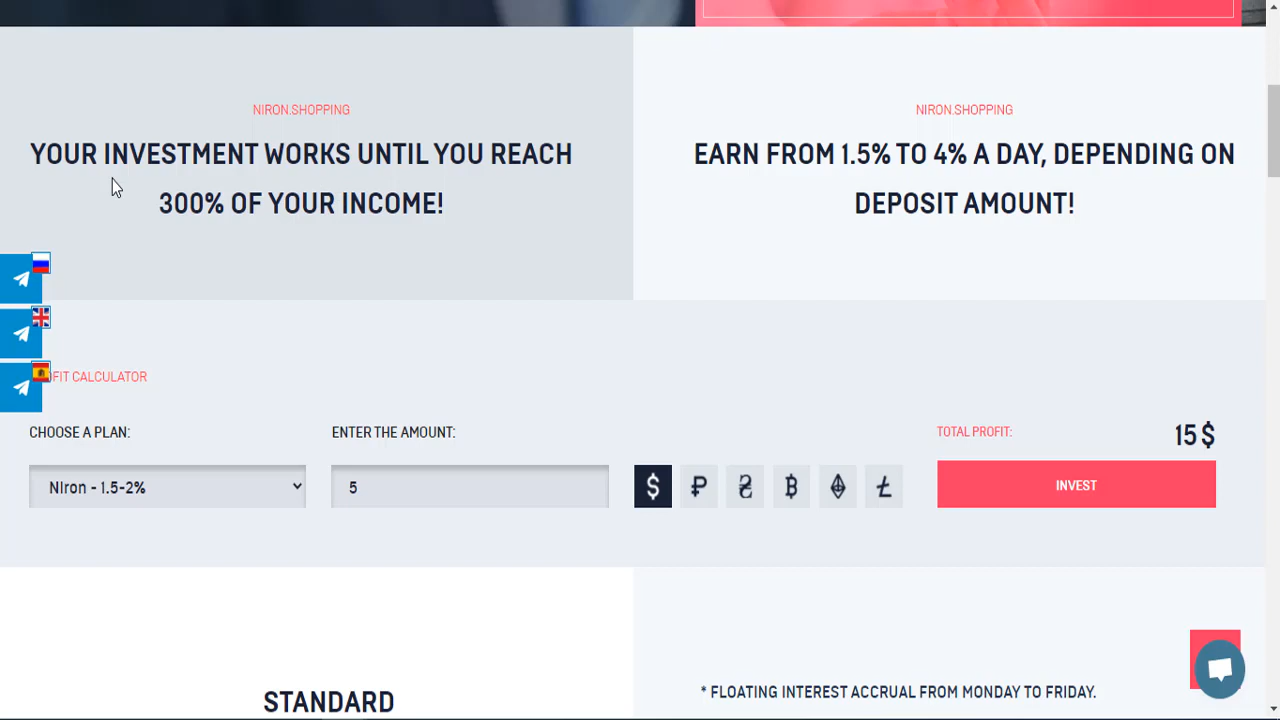 NIRON.SHOPPING
YOUR INVESTMENT WORKS UNTIL YOU REACH
300% OF YOUR INCOME!
NIRON.SHOPPING
EARN FROM 1.5% TO 4% A DAY, DEPENDING ON
DEPOSIT AMOUNT!
FIT CALCULATOR
CHOOSE A PLAN:
NIron - 1.5-2%
ENTER THE AMOUNT:
5
$ ₽ ₴ ₿ Ł
TOTAL PROFIT:
15 $
INVEST
STANDARD
* FLOATING INTEREST ACCRUAL FROM MONDAY TO FRIDAY.